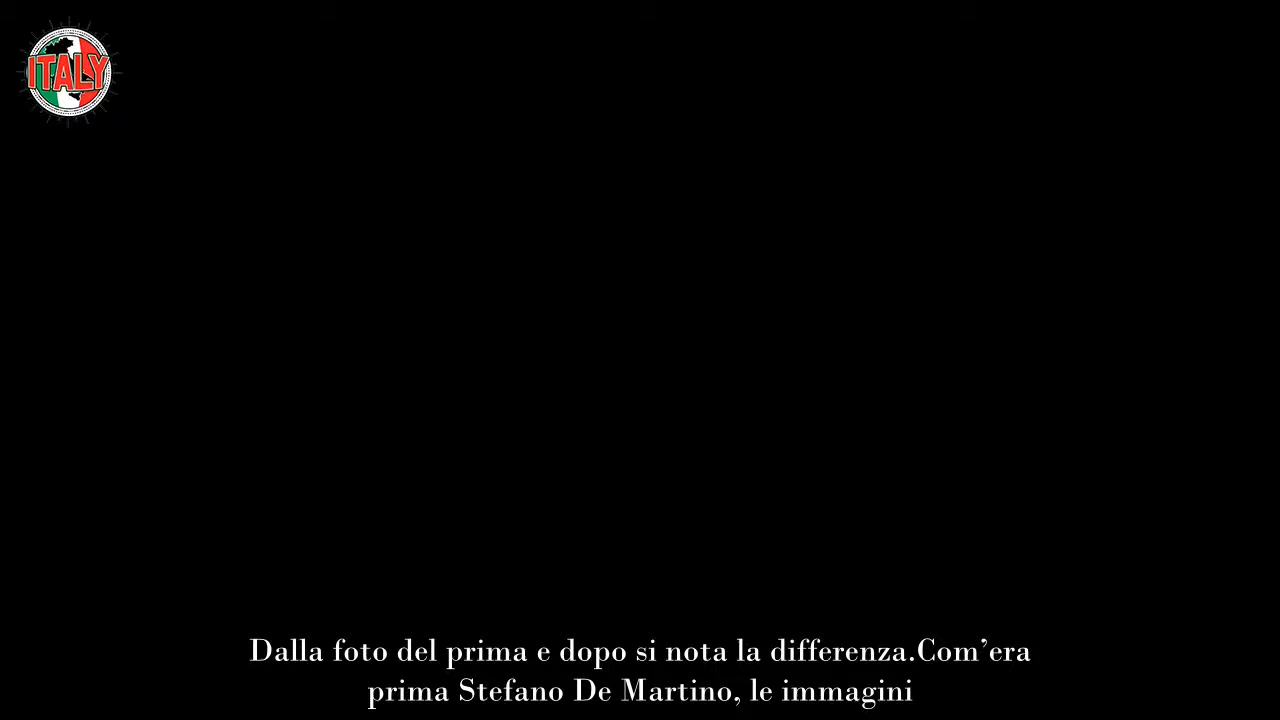 ITALY
Dalla foto del prima e dopo si nota la differenza.Com’era
prima Stefano De Martino, le immagini